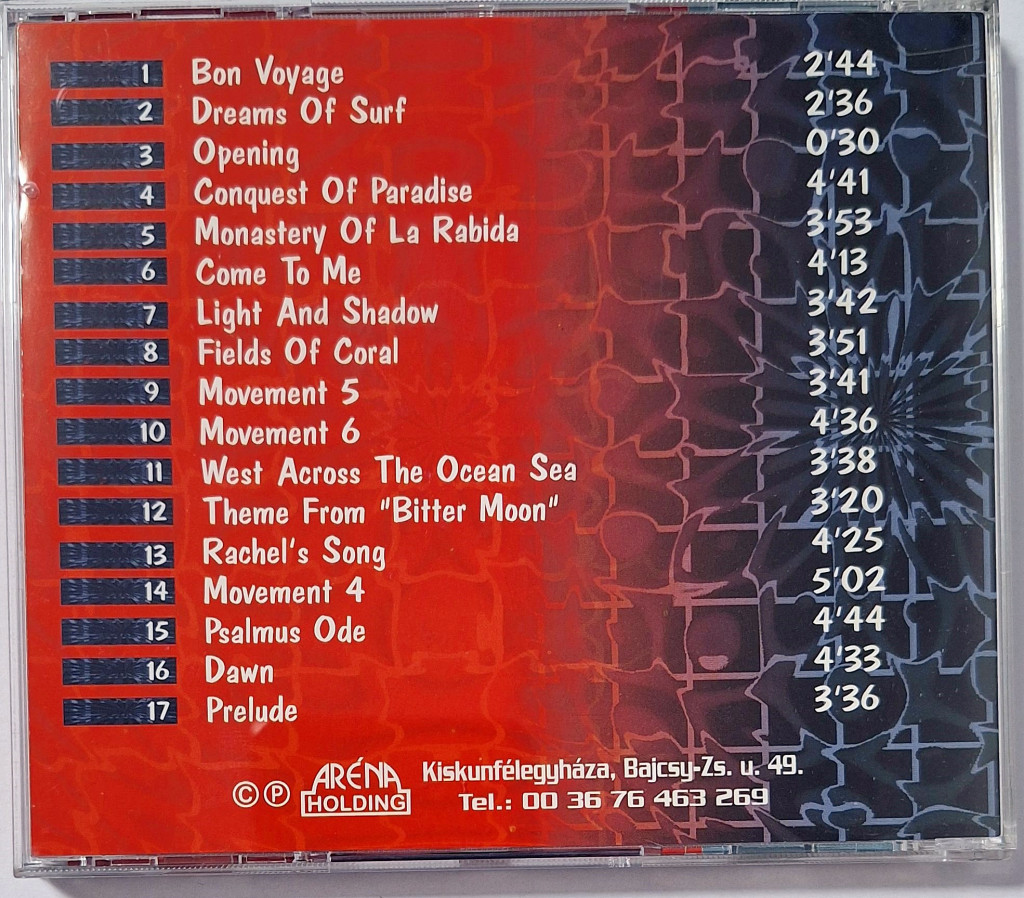 1 Bon Voyage 2'44
2 Dreams Of Surf 2'36
3 Opening 0'30
4 Conquest Of Paradise 4'41
5 Monastery Of La Rabida 3'53
6 Come To Me 4'13
7 Light And Shadow 3'42
8 Fields Of Coral 3'51
9 Movement 5 3'41
10 Movement 6 4'36
11 West Across The Ocean Sea 3'38
12 Theme From "Bitter Moon" 3'20
13 Rachel's Song 4'25
14 Movement 4 5'02
15 Psalmus Ode 4'44
16 Dawn 4'33
17 Prelude 3'36
© ℗ ARÉNA HOLDING
Kiskunfélegyháza, Bajcsy-Zs. u. 49.
Tel.: 00 36 76 463 269